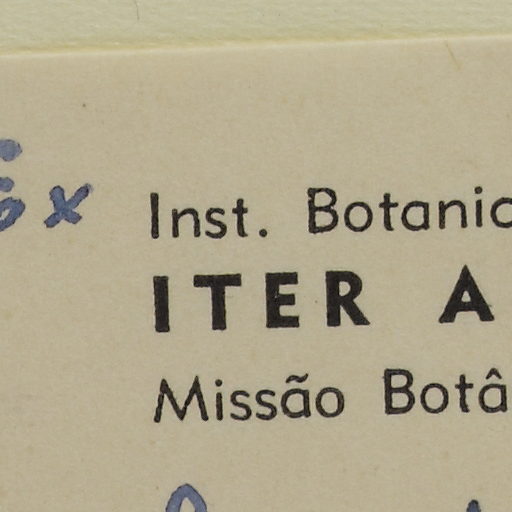 Inst. Botanic
ITER A
Missão Botâ